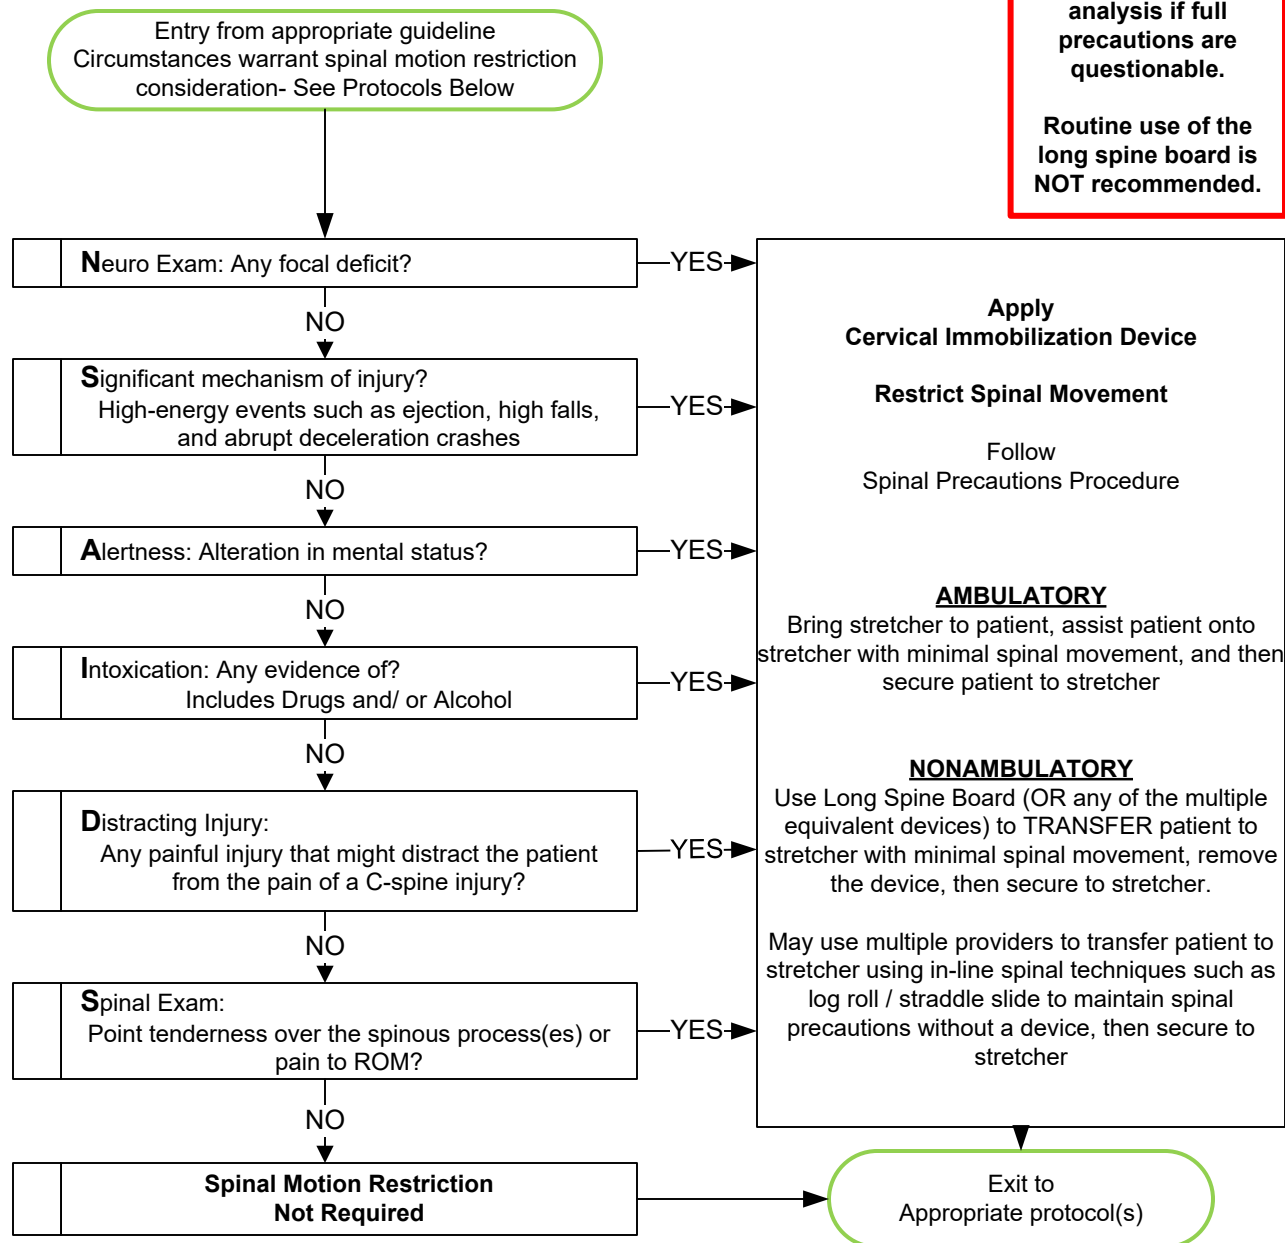 Entry from appropriate guideline
Circumstances warrant spinal motion restriction
consideration- See Protocols Below
analysis if full
precautions are
questionable.
Routine use of the
long spine board is
NOT recommended.
Neuro Exam: Any focal deficit?
YES
NO
Significant mechanism of injury?
High-energy events such as ejection, high falls,
and abrupt deceleration crashes
YES
NO
Alertness: Alteration in mental status?
YES
NO
Intoxication: Any evidence of?
Includes Drugs and/ or Alcohol
YES
NO
Distracting Injury:
Any painful injury that might distract the patient
from the pain of a C-spine injury?
YES
NO
Spinal Exam:
Point tenderness over the spinous process(es) or
pain to ROM?
YES
NO
Spinal Motion Restriction
Not Required
Apply
Cervical Immobilization Device
Restrict Spinal Movement
Follow
Spinal Precautions Procedure
AMBULATORY
Bring stretcher to patient, assist patient onto
stretcher with minimal spinal movement, and then
secure patient to stretcher
NONAMBULATORY
Use Long Spine Board (OR any of the multiple
equivalent devices) to TRANSFER patient to
stretcher with minimal spinal movement, remove
the device, then secure to stretcher.
May use multiple providers to transfer patient to
stretcher using in-line spinal techniques such as
log roll / straddle slide to maintain spinal
precautions without a device, then secure to
stretcher
Exit to
Appropriate protocol(s)